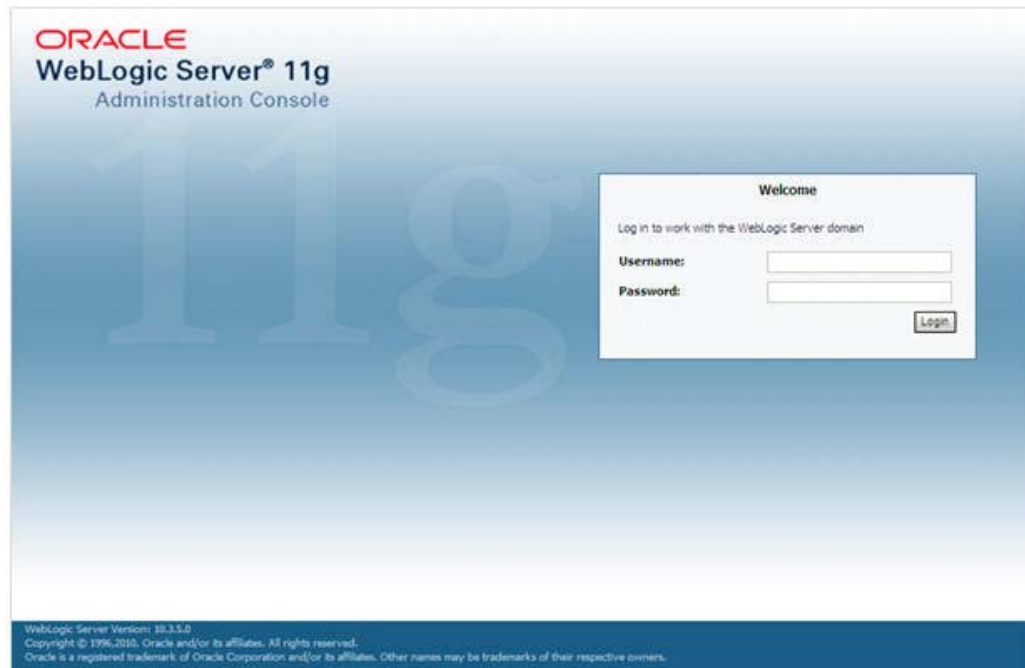 ORACLE
WebLogic Server® 11g
Administration Console
11g
Welcome
Log in to work with the WebLogic Server domain
Username:
Password:
Login
WebLogic Server Version: 10.3.5.0
Copyright © 1996,2010, Oracle and/or its affiliates. All rights reserved.
Oracle is a registered trademark of Oracle Corporation and/or its affiliates. Other names may be trademarks of their respective owners.